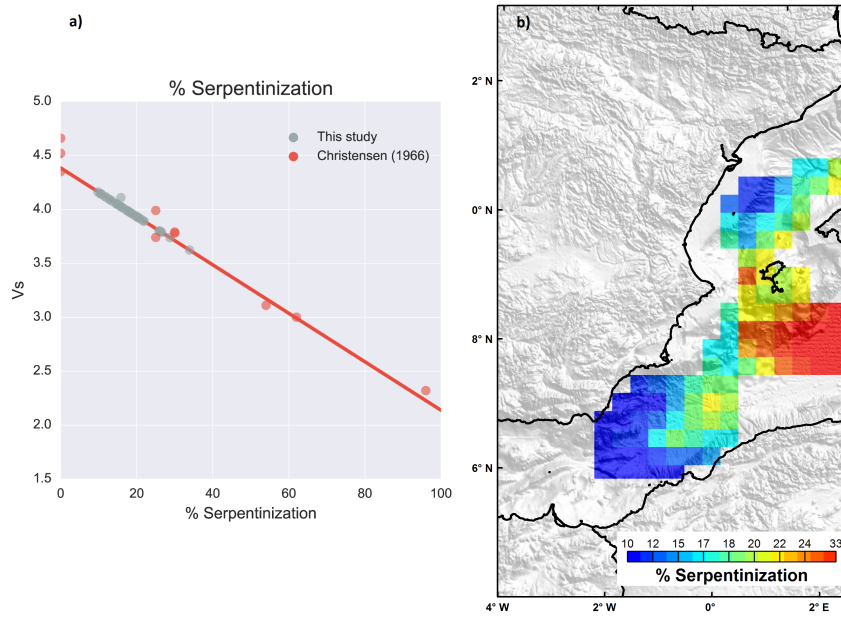 a)
% Serpentinization
5.0
4.5
4.0
3.5
3.0
2.5
2.0
1.5
Vs
This study
Christensen (1966)
0 20 40 60 80 100
% Serpentinization
b)
2° N
0° N
8° N
6° N
10 12 15 17 18 20 22 24 33
% Serpentinization
4° W 2° W 0° 2° E